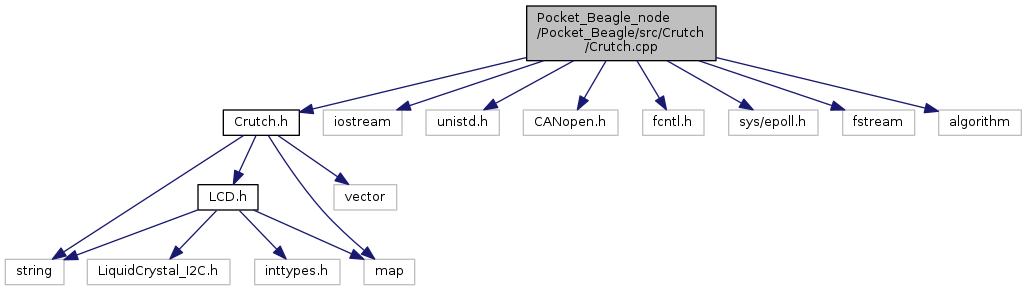 Pocket_Beagle_node
/Pocket_Beagle/src/Crutch
/Crutch.cpp
Crutch.h
iostream
unistd.h
CANopen.h
fcntl.h
sys/epoll.h
fstream
algorithm
LCD.h
vector
string
LiquidCrystal_I2C.h
inttypes.h
map